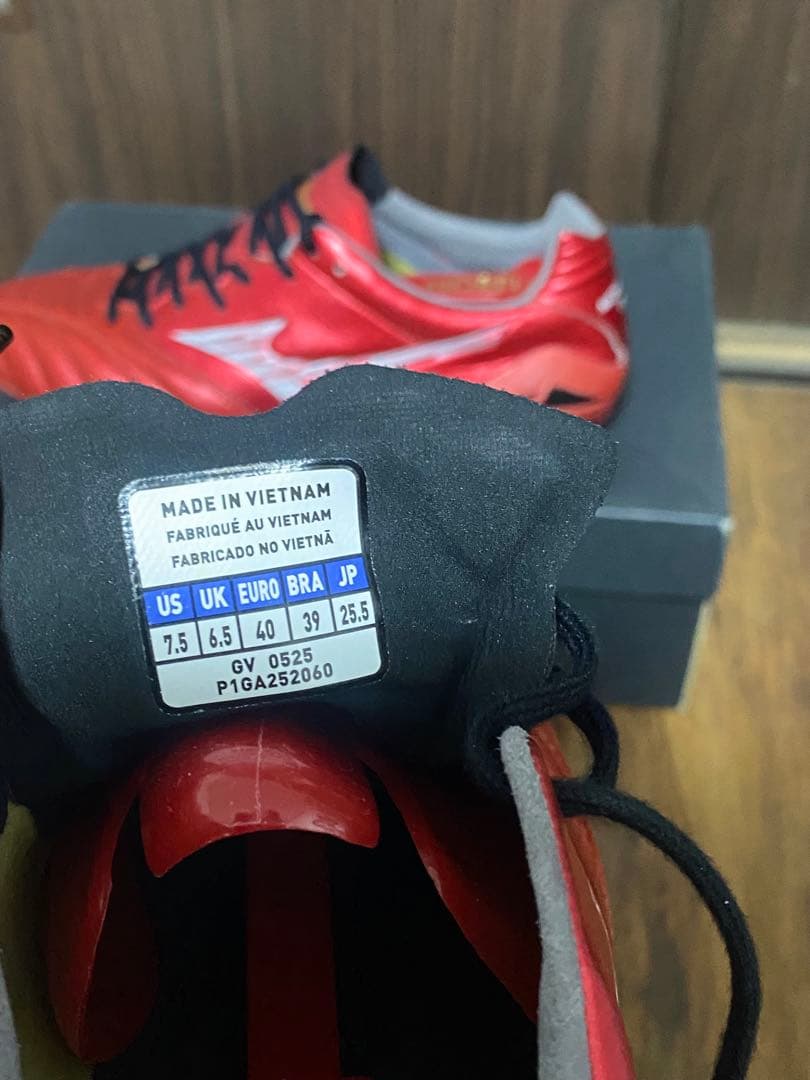 MADE IN VIETNAM
FABRIQUÉ AU VIETNAM
FABRICADO NO VIETNÃ
US UK EURO BRA JP
7.5 6.5 40 39 25.5
GV 0525
P1GA252060